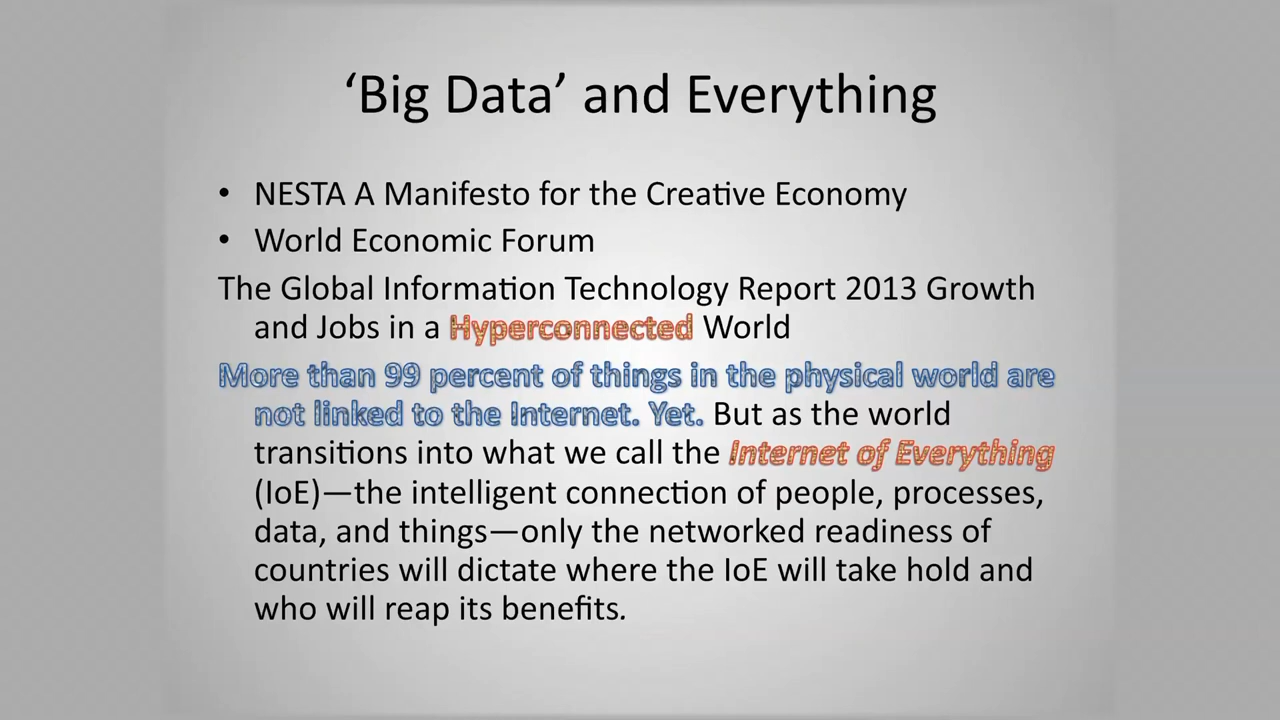 ‘Big Data’ and Everything
• NESTA A Manifesto for the Creative Economy
• World Economic Forum
The Global Information Technology Report 2013 Growth
and Jobs in a Hyperconnected World
More than 99 percent of things in the physical world are
not linked to the Internet. Yet. But as the world
transitions into what we call the Internet of Everything
(IoE)—the intelligent connection of people, processes,
data, and things—only the networked readiness of
countries will dictate where the IoE will take hold and
who will reap its benefits.